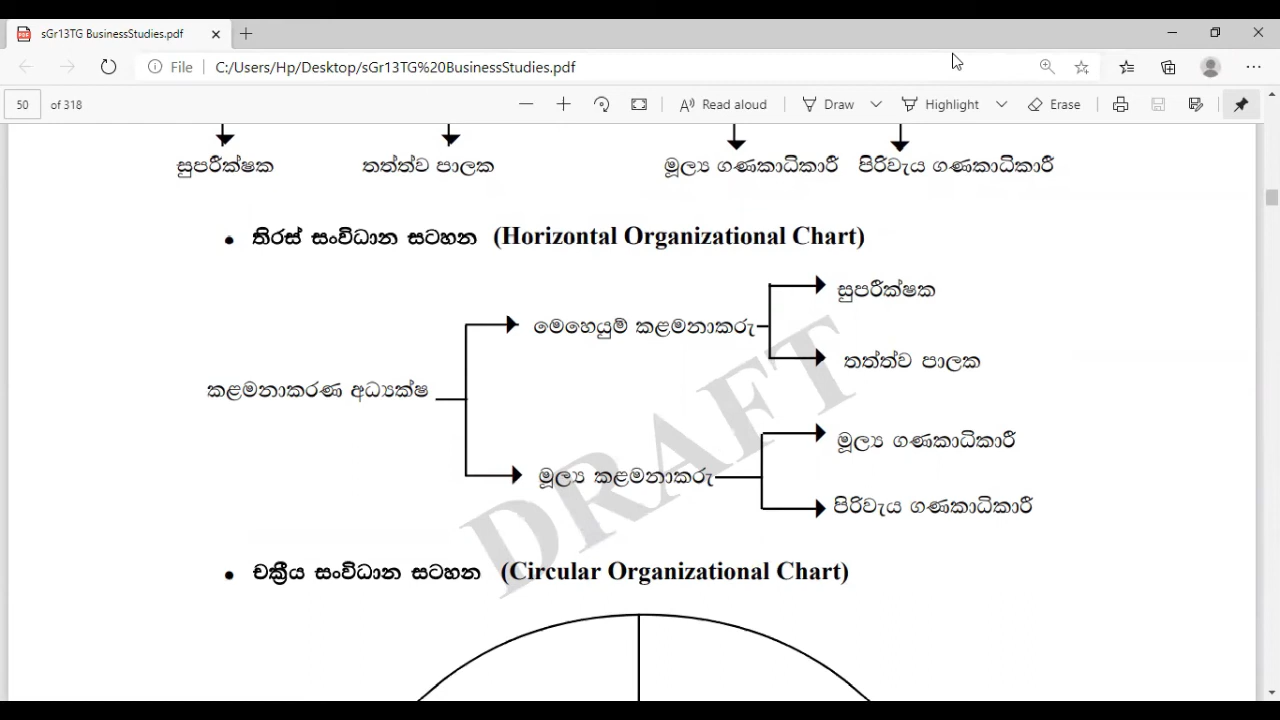 sGr13TG BusinessStudies.pdf
File C:/Users/Hp/Desktop/sGr13TG%20BusinessStudies.pdf
50 of 318 Read aloud Draw Highlight Erase
සුපරීක්ෂක තත්ත්ව පාලක මූල්‍ය ගණකාධිකාරී පිරිවැය ගණකාධිකාරී
• තිරස් සංවිධාන සටහන (Horizontal Organizational Chart)
සුපරීක්ෂක
මෙහෙයුම් කළමනාකරු
තත්ත්ව පාලක
කළමනාකරණ අධ්‍යක්ෂ
මූල්‍ය ගණකාධිකාරී
මූල්‍ය කළමනාකරු
පිරිවැය ගණකාධිකාරී
DRAFT
• චක්‍රීය සංවිධාන සටහන (Circular Organizational Chart)